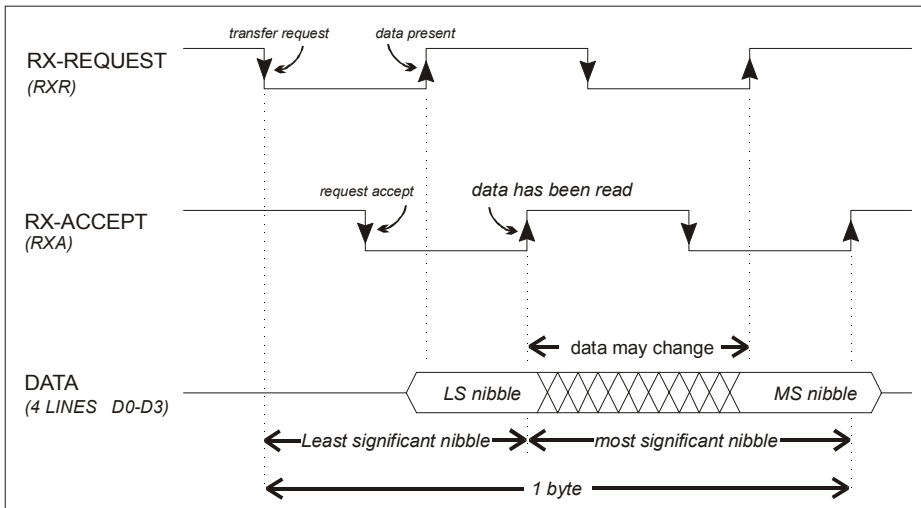 transfer request
data present
RX-REQUEST
(RXR)
request accept
data has been read
RX-ACCEPT
(RXA)
data may change
DATA
(4 LINES D0-D3)
LS nibble
MS nibble
Least significant nibble
most significant nibble
1 byte